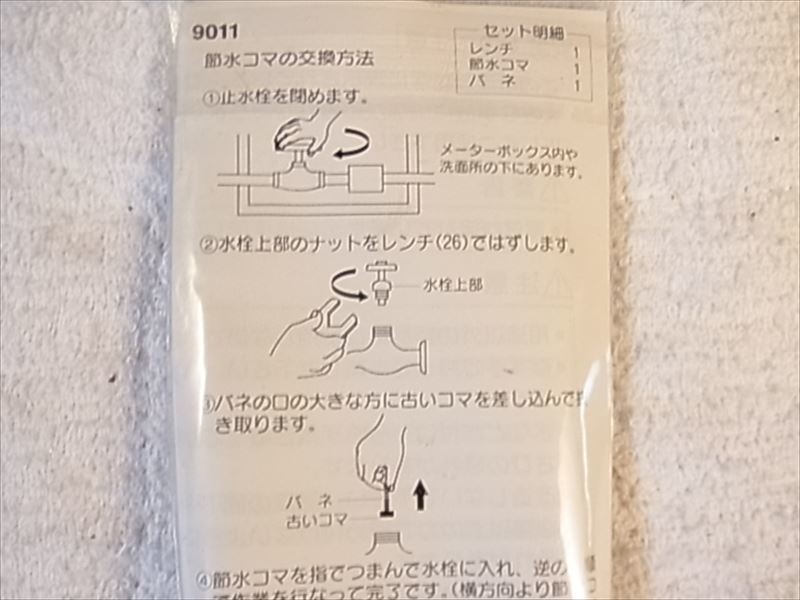 9011
節水コマの交換方法
セット明細
レンチ 1
節水コマ 1
バネ 1
①止水栓を閉めます。
メーターボックス内や
洗面所の下にあります。
②水栓上部のナットをレンチ(26)ではずします。
水栓上部
③バネの口の大きな方に古いコマを差し込んで抜
き取ります。
バネ
古いコマ
④節水コマを指でつまんで水栓に入れ、逆の
で作業を行なって完了です。(横方向より節